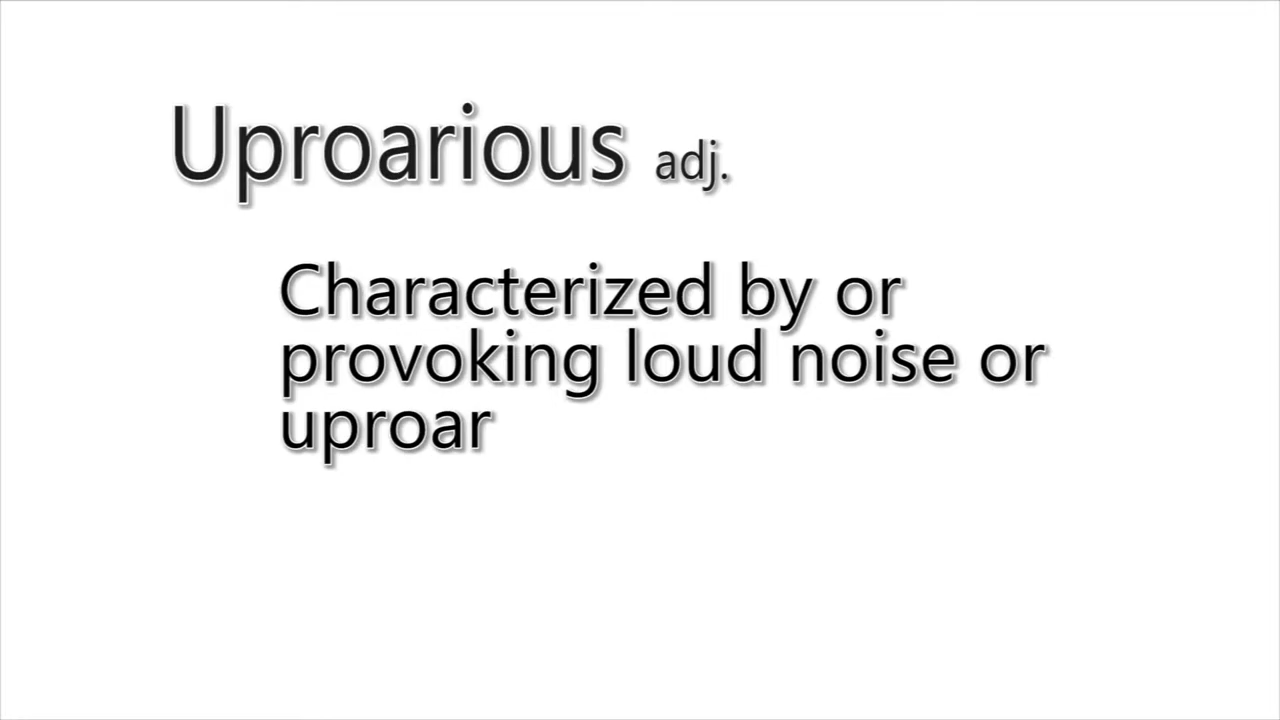 Uproarious adj.
Characterized by or
provoking loud noise or
uproar